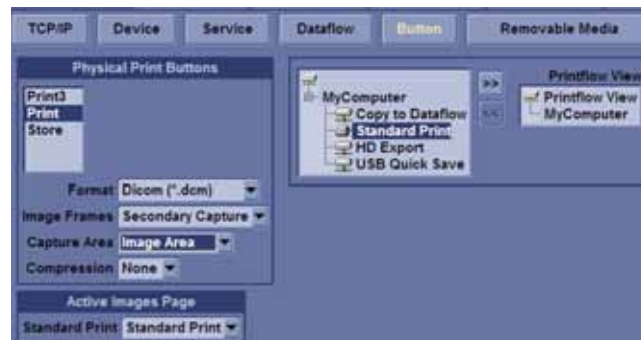 TCP/IP Device Service Dataflow Button Removable Media
Physical Print Buttons
Print3
Print
Store
Format Dicom (*.dcm)
Image Frames Secondary Capture
Capture Area Image Area
Compression None
Active Images Page
Standard Print Standard Print
MyComputer
Copy to Dataflow
Standard Print
HD Export
USB Quick Save
>>
<<
Printflow View
Printflow View
MyComputer